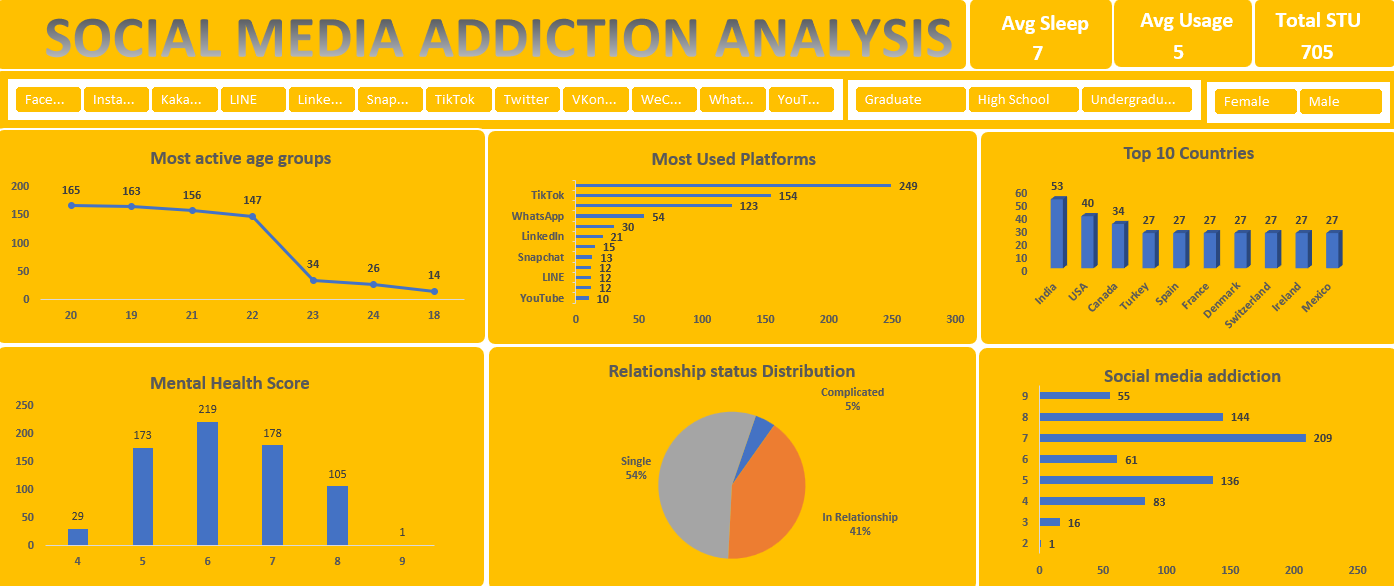 SOCIAL MEDIA ADDICTION ANALYSIS
Avg Sleep
7
Avg Usage
5
Total STU
705
Face... Insta... Kaka... LINE Linke... Snap... TikTok Twitter VKon... WeC... What... YouT...
Graduate High School Undergradu...
Female Male
Most active age groups
200
150
100
50
0
165 163 156 147 34 26 14
20 19 21 22 23 24 18
Most Used Platforms
249
TikTok 154
123
WhatsApp 54
30
LinkedIn 21
15
Snapchat 13
12
LINE 12
12
YouTube 10
0 50 100 150 200 250 300
Top 10 Countries
60
50
40
30
20
10
0
53 40 34 27 27 27 27 27 27 27
India USA Canada Turkey Spain France Denmark Switzerland Ireland Mexico
Mental Health Score
250
200
150
100
50
0
29 173 219 178 105 1
4 5 6 7 8 9
Relationship status Distribution
Complicated
5%
Single
54%
In Relationship
41%
Social media addiction
9 55
8 144
7 209
6 61
5 136
4 83
3 16
2 1
0 50 100 150 200 250